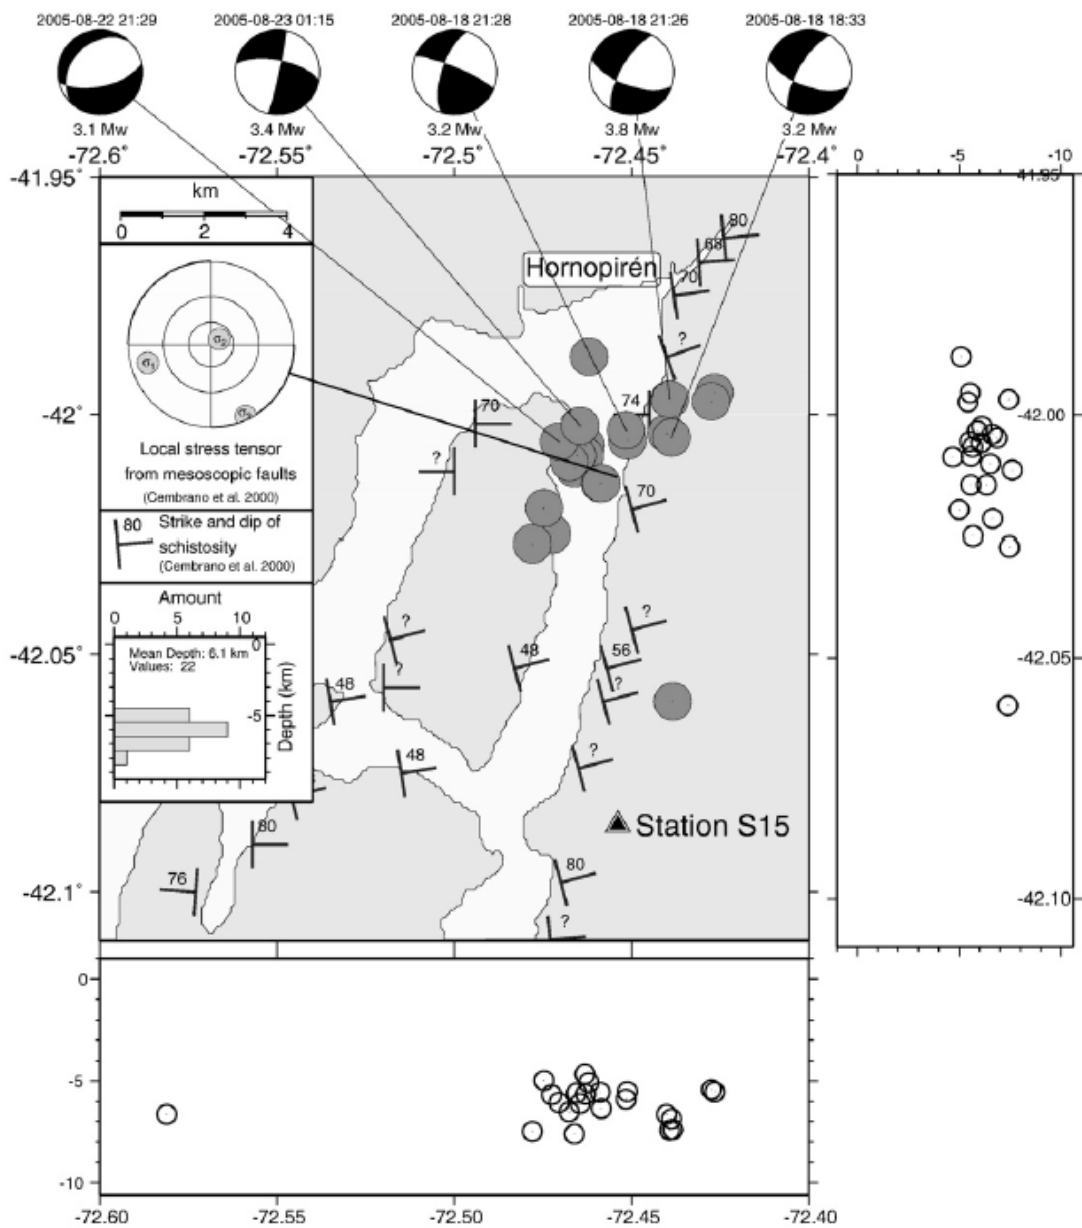 2005-08-22 21:29 2005-08-23 01:15 2005-08-18 21:28 2005-08-18 21:26 2005-08-18 18:33
3.1 Mw 3.4 Mw 3.2 Mw 3.8 Mw 3.2 Mw
-72.6° -72.55° -72.5° -72.45° -72.4° 0 -5 -10
-41.95° 41.95
km
0 2 4
80
68
Hornopirén
70
?
σ2
σ1
-42° 74 -42.00
70
Local stress tensor
from mesoscopic faults
(Cembrano et al. 2000)
?
70
80 Strike and dip of
schistosity
(Cembrano et al. 2000)
Amount
0 5 10
Mean Depth: 6.1 km
Values: 22
0
-5
Depth (km)
? ?
-42.05° 48 56 -42.05
? ?
48
48 ?
Station S15
80
76 80
-42.1° -42.10
?
0
-5
-10
-72.60 -72.55 -72.50 -72.45 -72.40